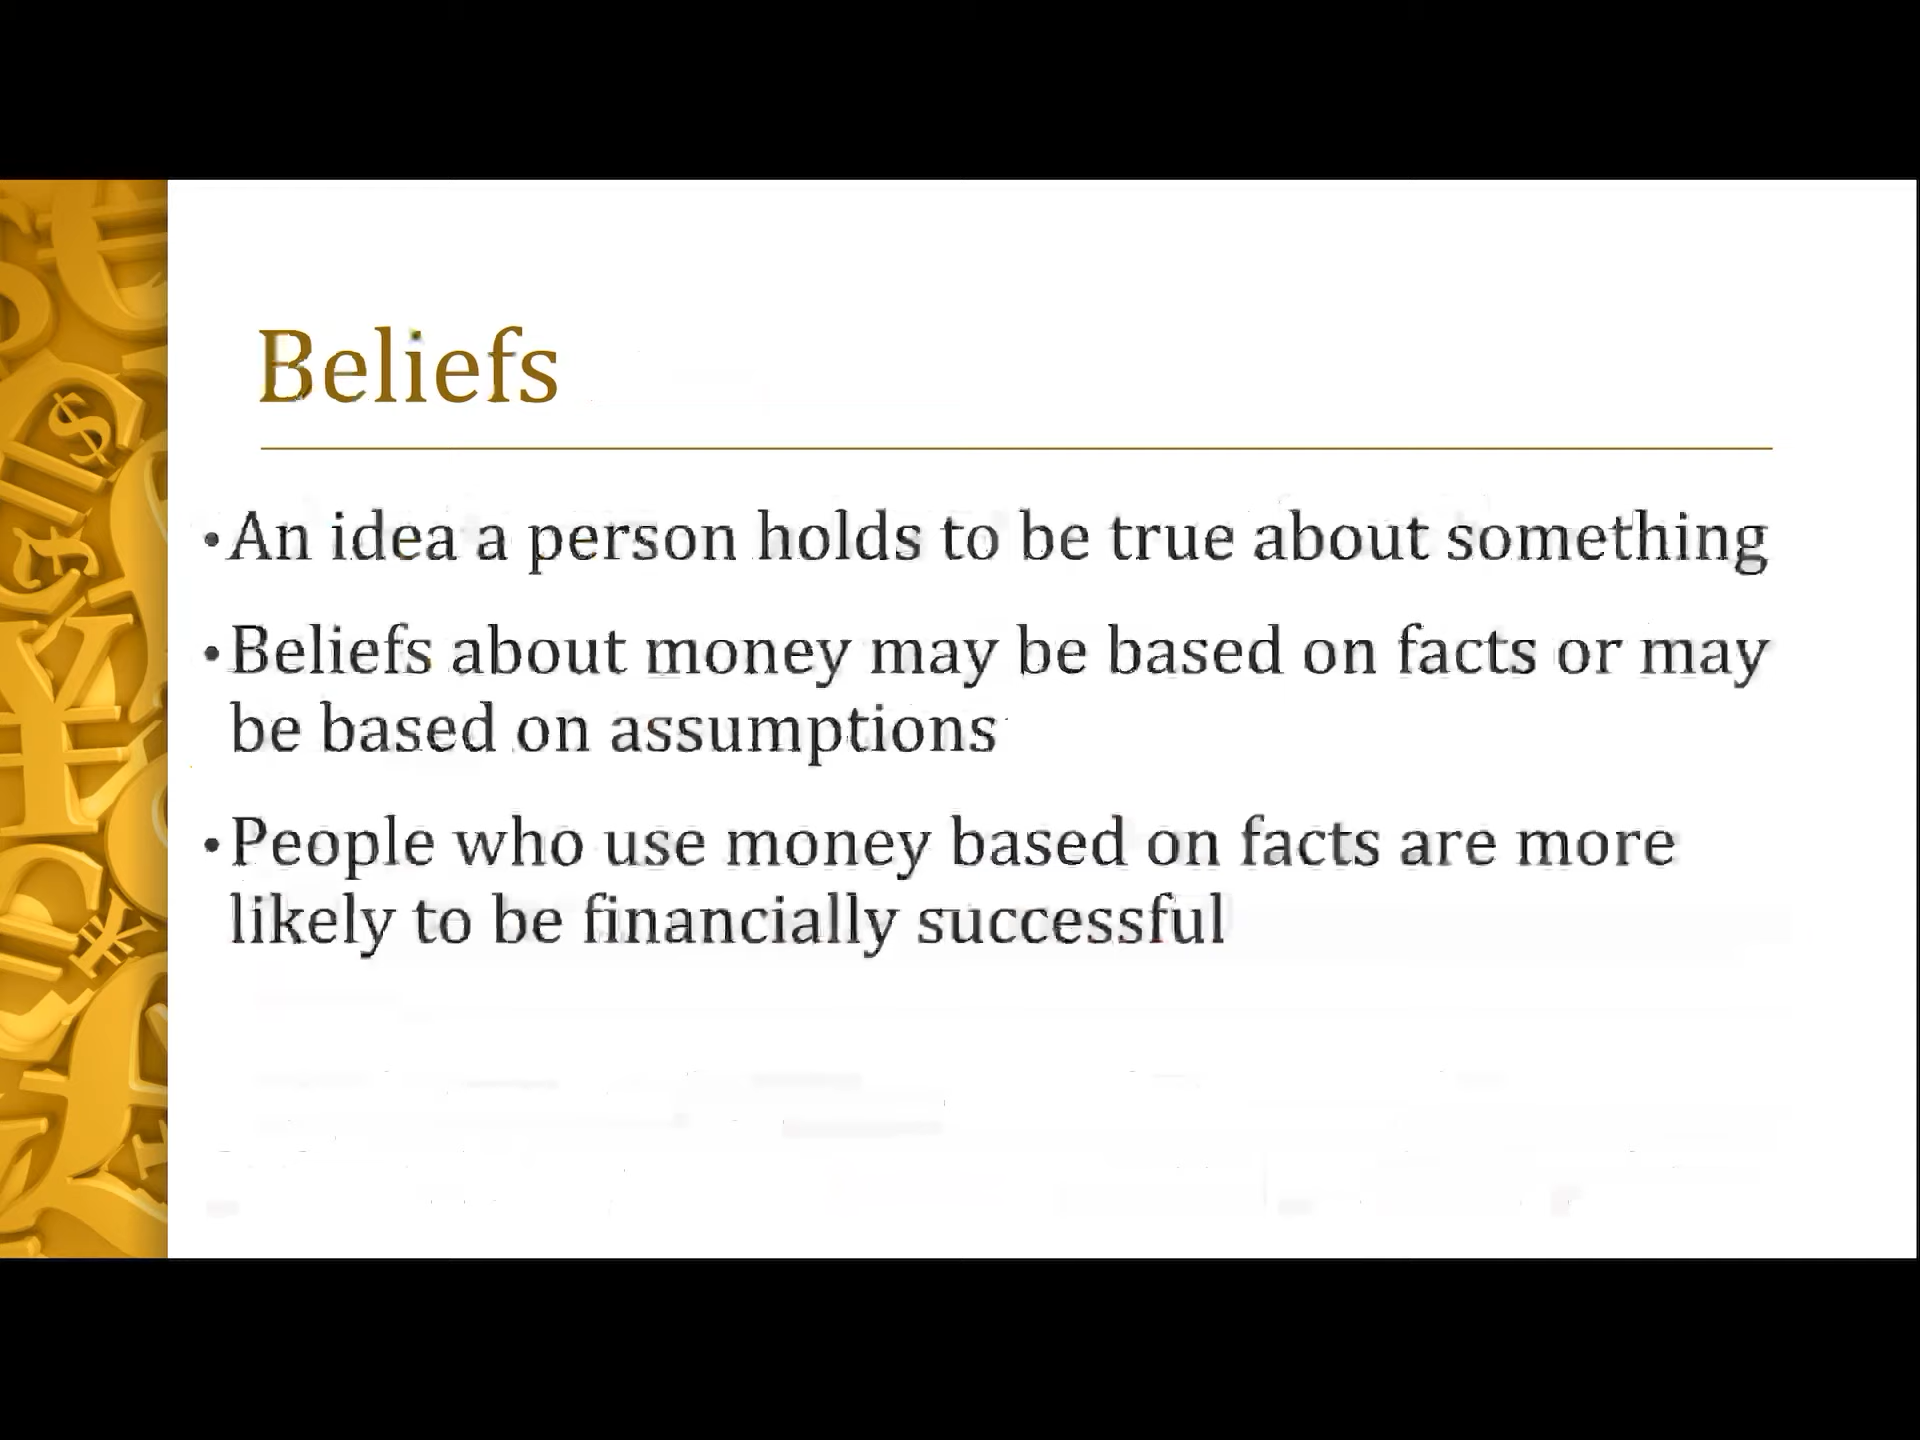 Beliefs
•An idea a person holds to be true about something
•Beliefs about money may be based on facts or may
be based on assumptions
•People who use money based on facts are more
likely to be financially successful